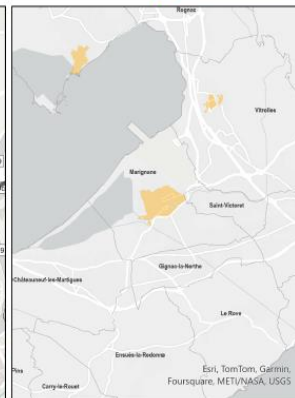 Rognac
Vitrolles
Marignane
Saint-Victoret
Gignac-la-Nerthe
Châteauneuf-les-Martigues
Le Rove
Ensuès-la-Redonne
Carry-le-Rouet
Esri, TomTom, Garmin,
Foursquare, METI/NASA, USGS